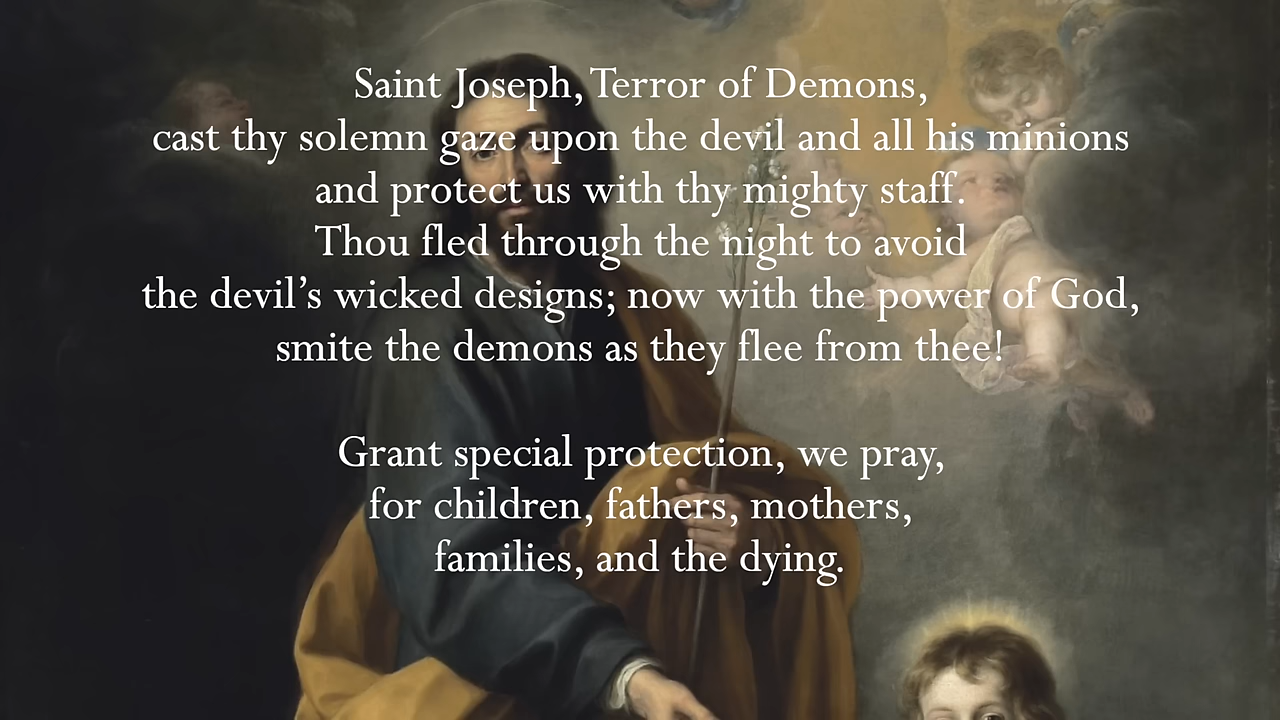 Saint Joseph, Terror of Demons,
cast thy solemn gaze upon the devil and all his minions
and protect us with thy mighty staff.
Thou fled through the night to avoid
the devil’s wicked designs; now with the power of God,
smite the demons as they flee from thee!
Grant special protection, we pray,
for children, fathers, mothers,
families, and the dying.